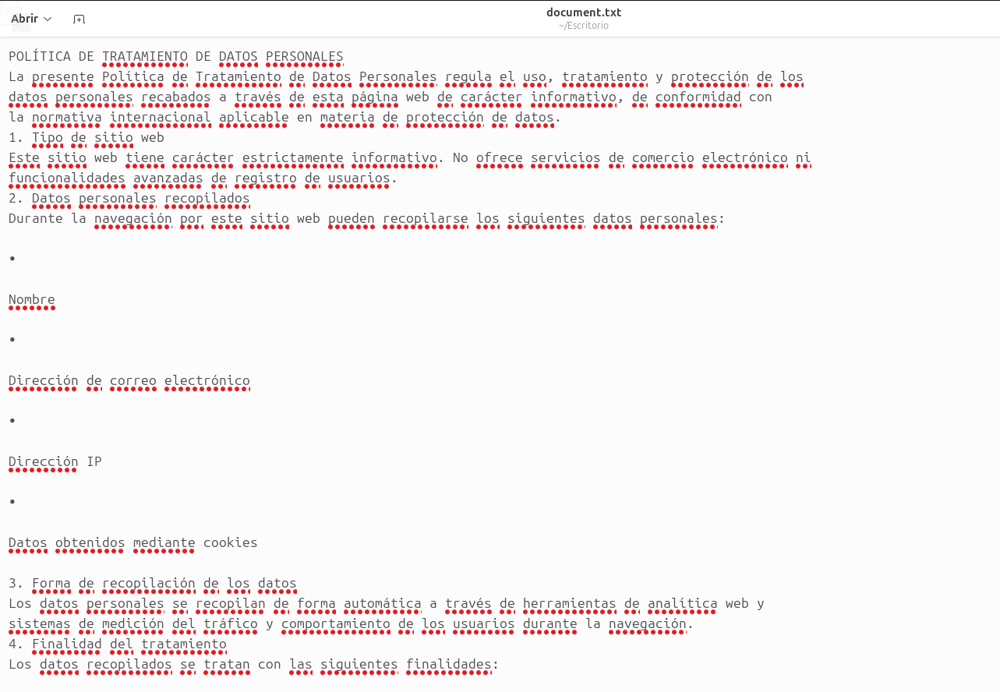 Abrir
document.txt
~/Escritorio
POLÍTICA DE TRATAMIENTO DE DATOS PERSONALES
La presente Política de Tratamiento de Datos Personales regula el uso, tratamiento y protección de los
datos personales recabados a través de esta página web de carácter informativo, de conformidad con
la normativa internacional aplicable en materia de protección de datos.
1. Tipo de sitio web
Este sitio web tiene carácter estrictamente informativo. No ofrece servicios de comercio electrónico ni
funcionalidades avanzadas de registro de usuarios.
2. Datos personales recopilados
Durante la navegación por este sitio web pueden recopilarse los siguientes datos personales:
•
Nombre
•
Dirección de correo electrónico
•
Dirección IP
•
Datos obtenidos mediante cookies
3. Forma de recopilación de los datos
Los datos personales se recopilan de forma automática a través de herramientas de analítica web y
sistemas de medición del tráfico y comportamiento de los usuarios durante la navegación.
4. Finalidad del tratamiento
Los datos recopilados se tratan con las siguientes finalidades: